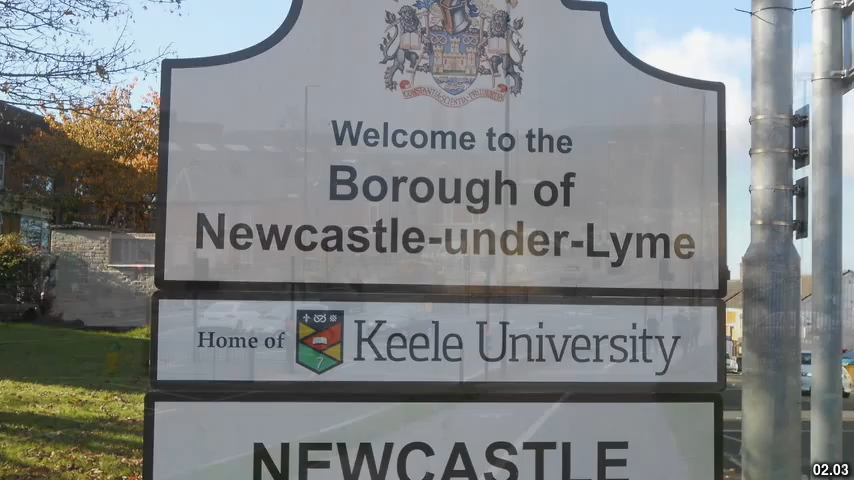 Welcome to the
Borough of
Newcastle-under-Lyme
Home of Keele University
NEWCASTLE
02.03